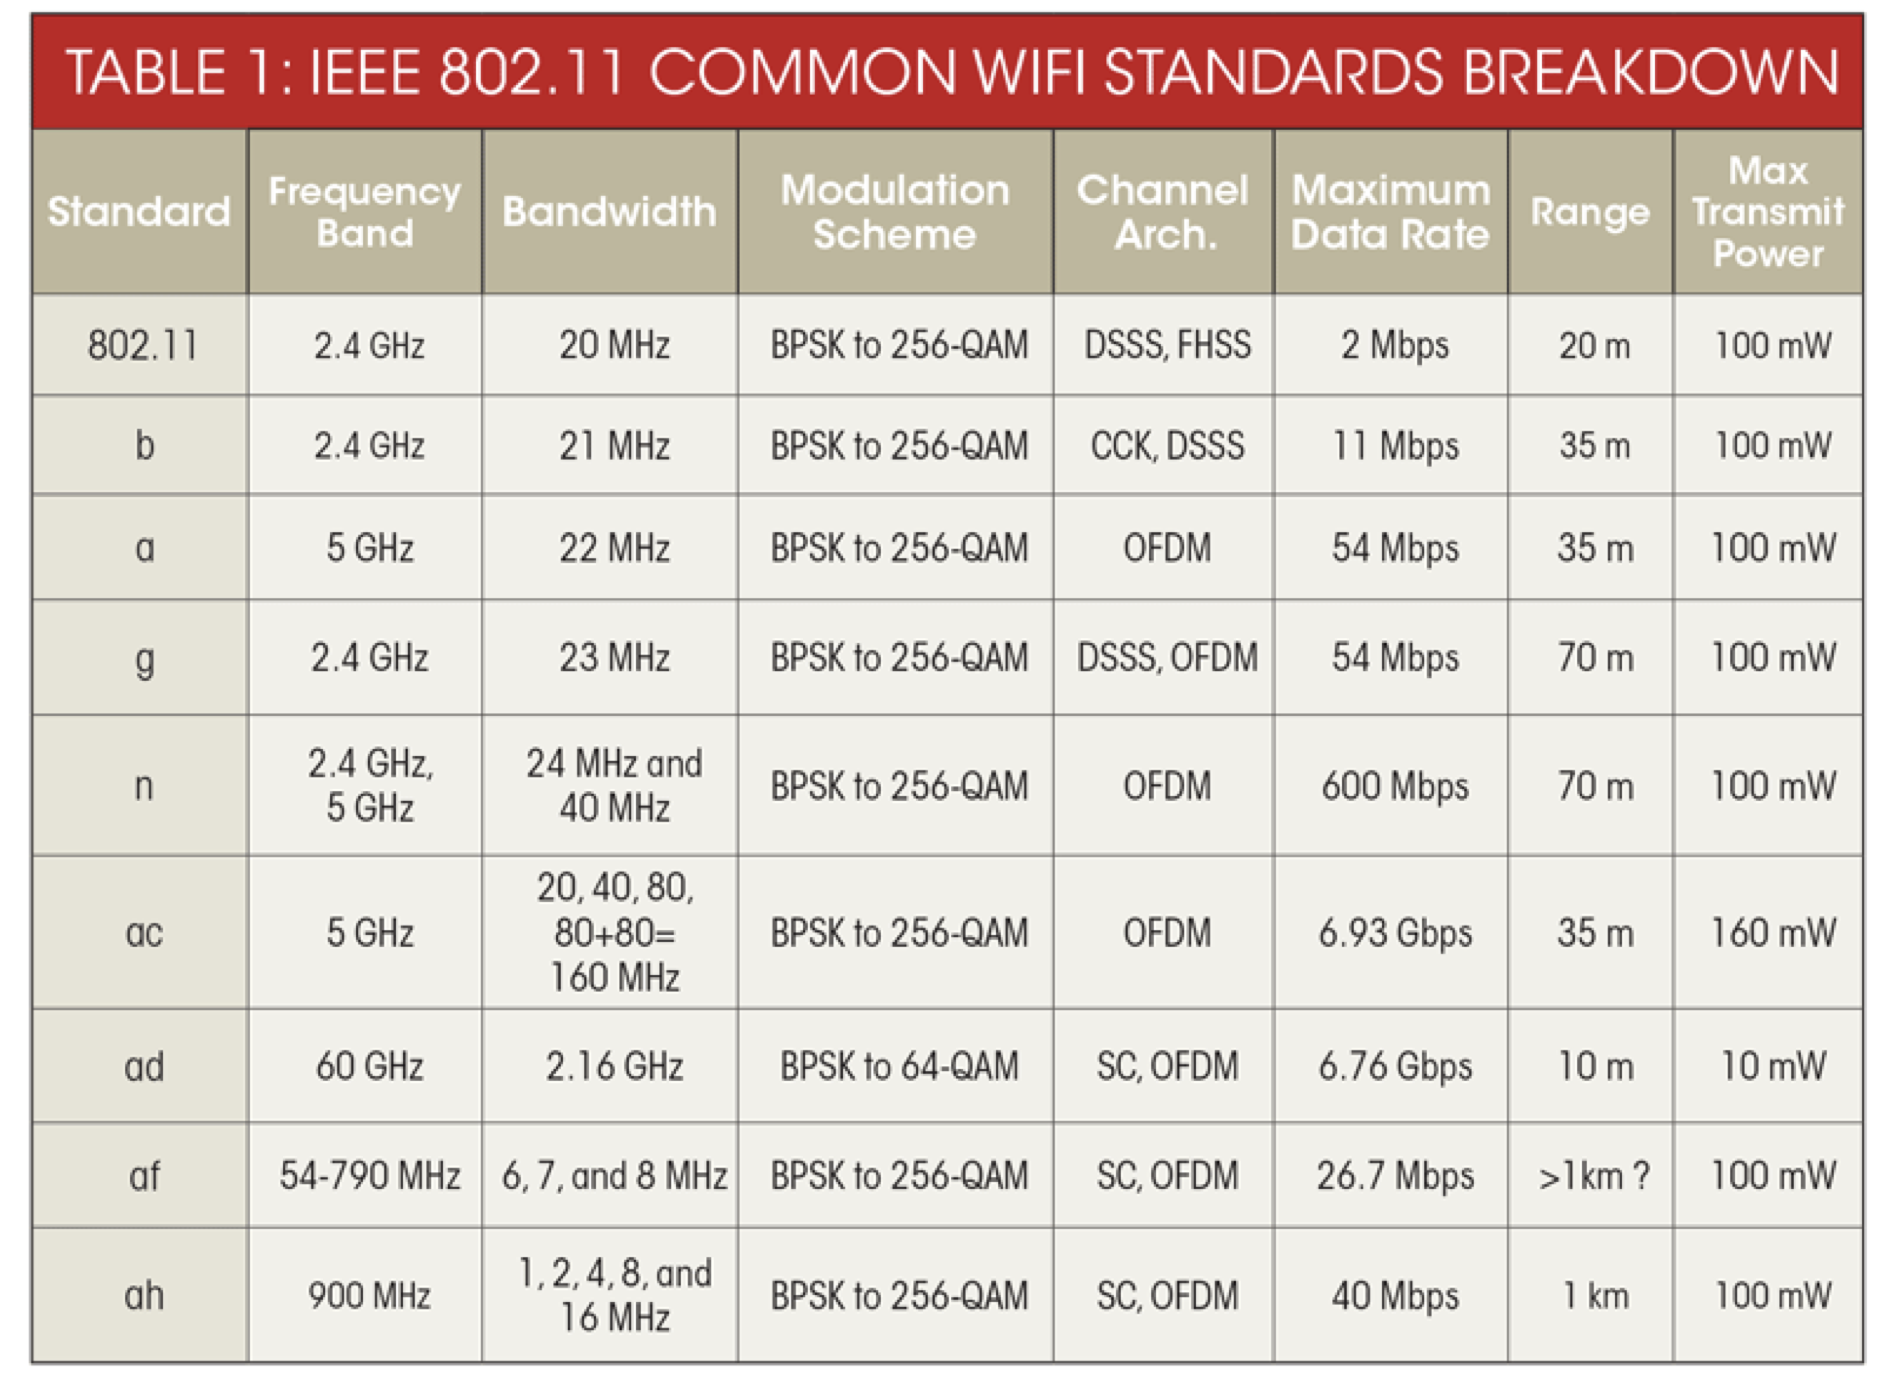 TABLE 1: IEEE 802.11 COMMON WIFI STANDARDS BREAKDOWN
Standard Frequency Band Bandwidth Modulation Scheme Channel Arch. Maximum Data Rate Range Max Transmit Power
802.11 2.4 GHz 20 MHz BPSK to 256-QAM DSSS, FHSS 2 Mbps 20 m 100 mW
b 2.4 GHz 21 MHz BPSK to 256-QAM CCK, DSSS 11 Mbps 35 m 100 mW
a 5 GHz 22 MHz BPSK to 256-QAM OFDM 54 Mbps 35 m 100 mW
g 2.4 GHz 23 MHz BPSK to 256-QAM DSSS, OFDM 54 Mbps 70 m 100 mW
n 2.4 GHz, 5 GHz 24 MHz and 40 MHz BPSK to 256-QAM OFDM 600 Mbps 70 m 100 mW
ac 5 GHz 20, 40, 80, 80+80= 160 MHz BPSK to 256-QAM OFDM 6.93 Gbps 35 m 160 mW
ad 60 GHz 2.16 GHz BPSK to 64-QAM SC, OFDM 6.76 Gbps 10 m 10 mW
af 54-790 MHz 6, 7, and 8 MHz BPSK to 256-QAM SC, OFDM 26.7 Mbps >1km ? 100 mW
ah 900 MHz 1, 2, 4, 8, and 16 MHz BPSK to 256-QAM SC, OFDM 40 Mbps 1 km 100 mW